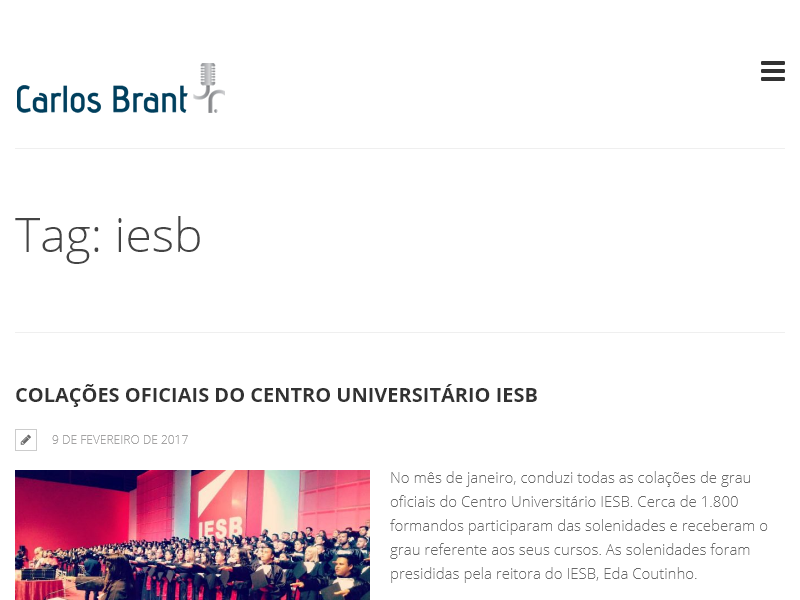 Carlos Brant Jr.
Tag: iesb
COLAÇÕES OFICIAIS DO CENTRO UNIVERSITÁRIO IESB
9 DE FEVEREIRO DE 2017
IESB
No mês de janeiro, conduzi todas as colações de grau
oficiais do Centro Universitário IESB. Cerca de 1.800
formandos participaram das solenidades e receberam o
grau referente aos seus cursos. As solenidades foram
presididas pela reitora do IESB, Eda Coutinho.